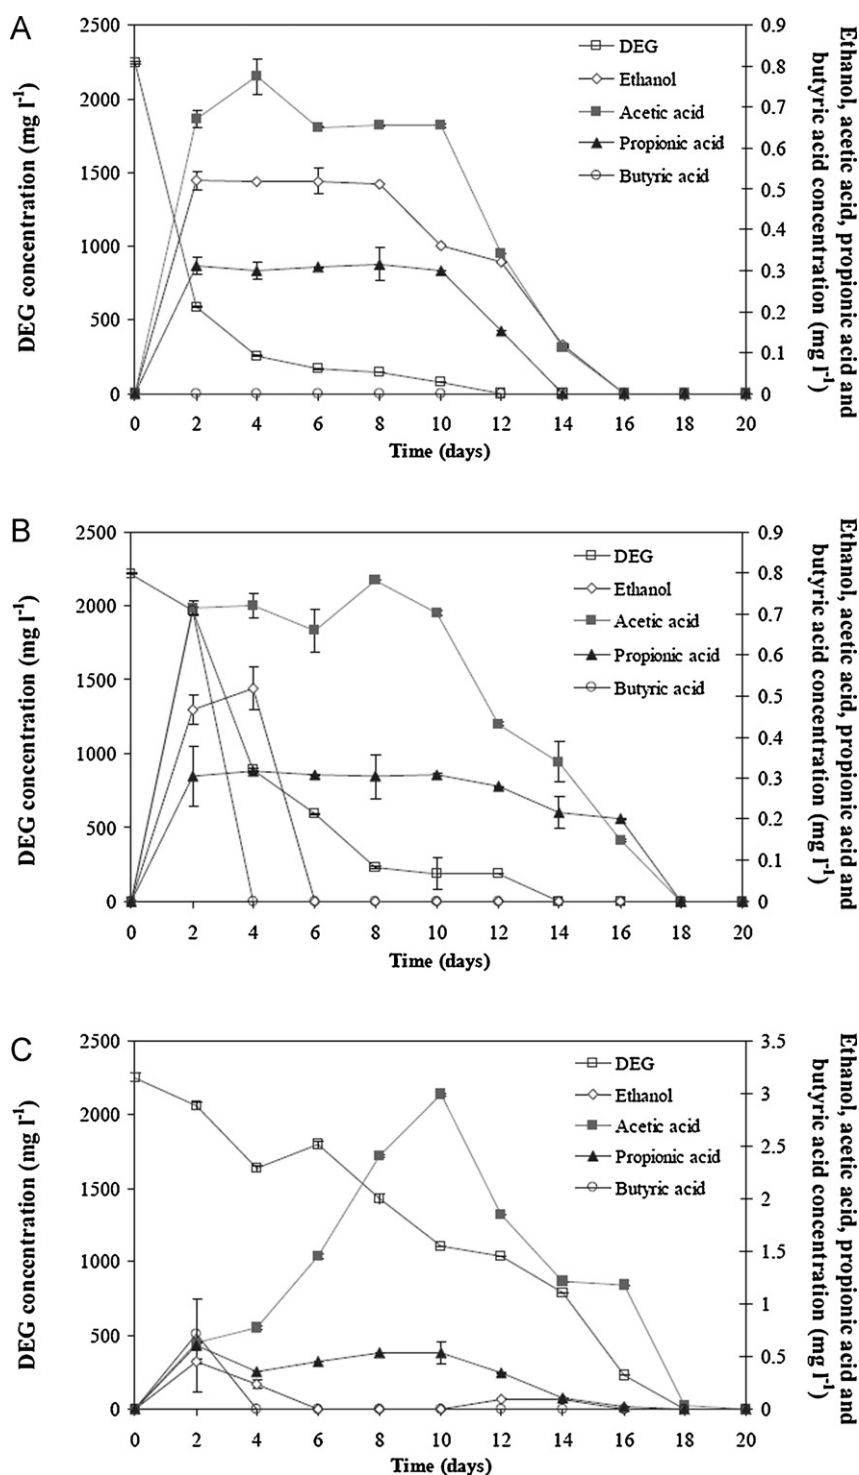 A
2500
2000
1500
1000
500
0
DEG concentration (mg l-1)
0.9
0.8
0.7
0.6
0.5
0.4
0.3
0.2
0.1
0
Ethanol, acetic acid, propionic acid and
butyric acid concentration (mg l-1)
DEG
Ethanol
Acetic acid
Propionic acid
Butyric acid
0 2 4 6 8 10 12 14 16 18 20
Time (days)
B
2500
2000
1500
1000
500
0
DEG concentration (mg l-1)
0.9
0.8
0.7
0.6
0.5
0.4
0.3
0.2
0.1
0
Ethanol, acetic acid, propionic acid and
butyric acid concentration (mg l-1)
DEG
Ethanol
Acetic acid
Propionic acid
Butyric acid
0 2 4 6 8 10 12 14 16 18 20
Time (days)
C
2500
2000
1500
1000
500
0
DEG concentration (mg l-1)
3.5
3
2.5
2
1.5
1
0.5
0
Ethanol, acetic acid, propionic acid and
butyric acid concentration (mg l-1)
DEG
Ethanol
Acetic acid
Propionic acid
Butyric acid
0 2 4 6 8 10 12 14 16 18 20
Time (days)